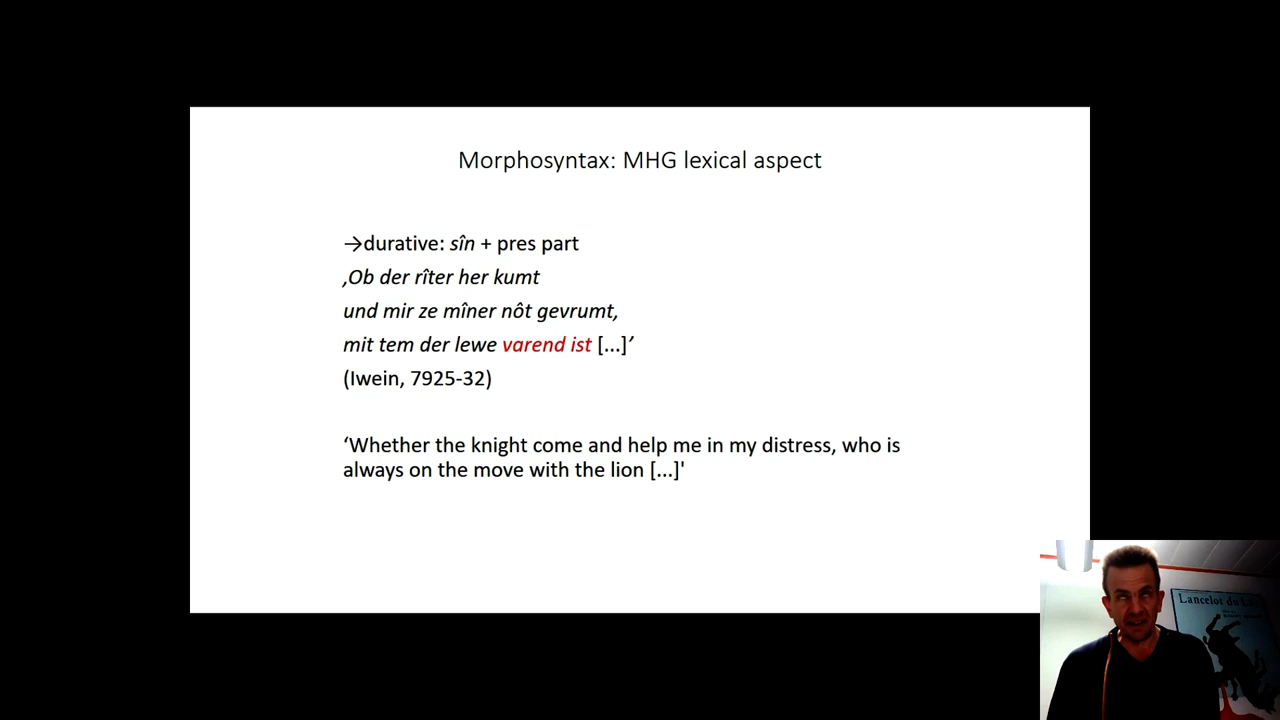 Morphosyntax: MHG lexical aspect
→durative: sîn + pres part
‚Ob der rîter her kumt
und mir ze mîner nôt gevrumt,
mit tem der lewe varend ist [...]’
(Iwein, 7925-32)
‘Whether the knight come and help me in my distress, who is
always on the move with the lion [...]'
Lancelot du